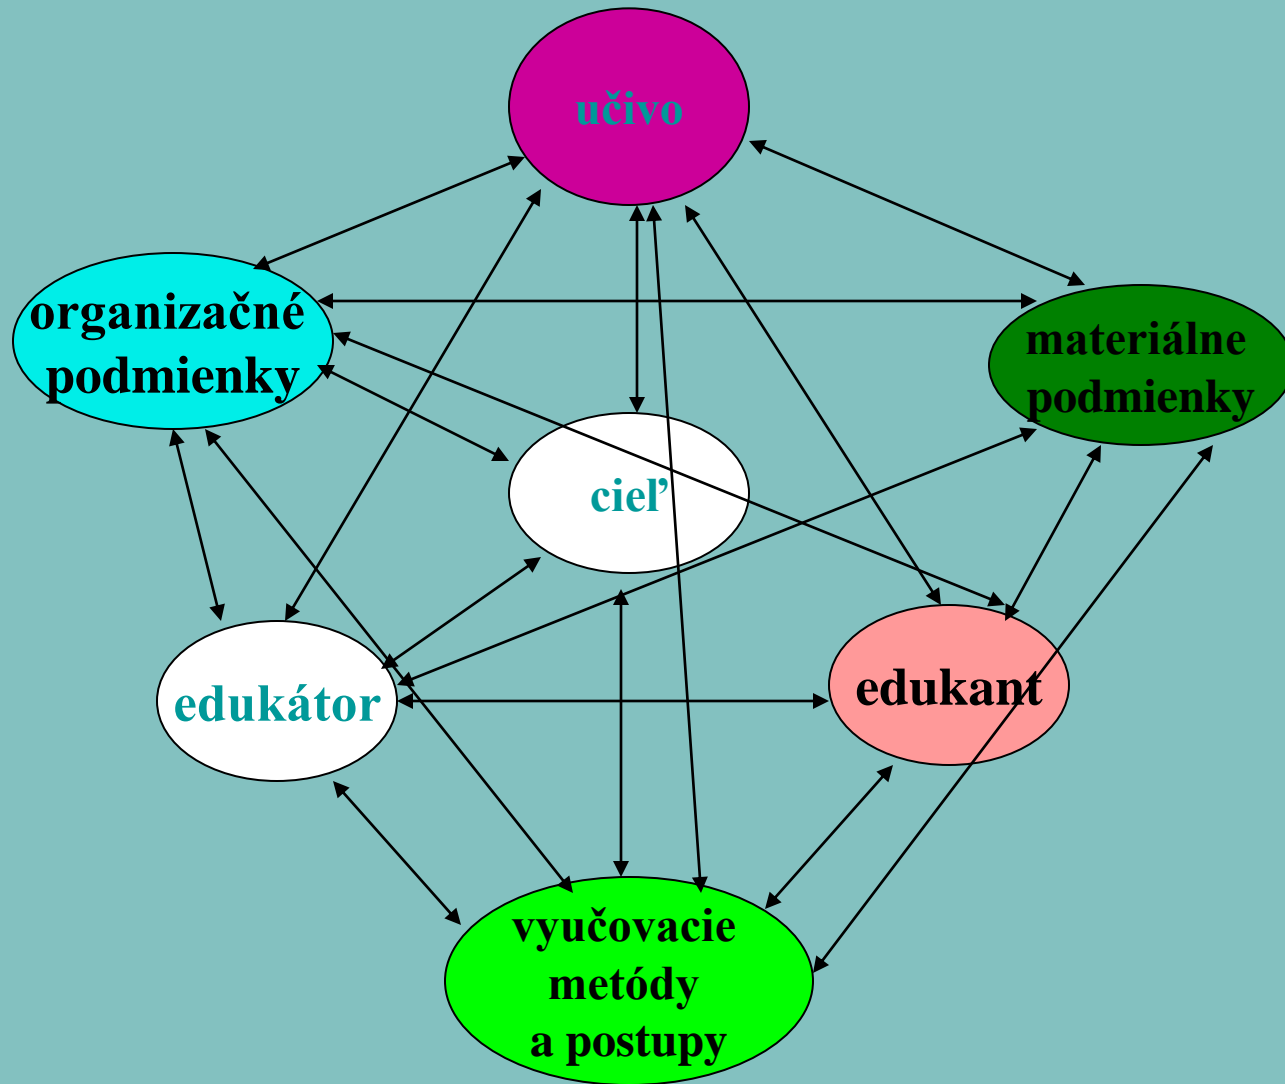 učivo
organizačné
podmienky
materiálne
podmienky
cieľ
edukátor
edukant
vyučovacie
metódy
a postupy